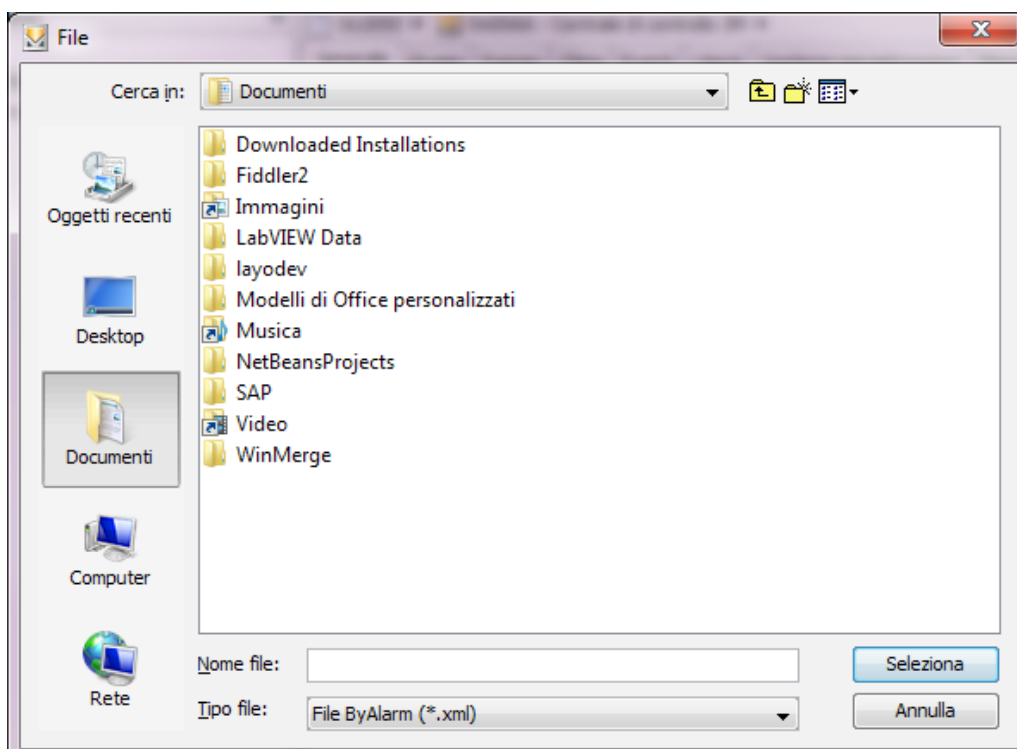 File
Cerca in:
Documenti
Oggetti recenti
Desktop
Documenti
Computer
Rete
Downloaded Installations
Fiddler2
Immagini
LabVIEW Data
layodev
Modelli di Office personalizzati
Musica
NetBeansProjects
SAP
Video
WinMerge
Nome file:
Seleziona
Tipo file:
File ByAlarm (*.xml)
Annulla